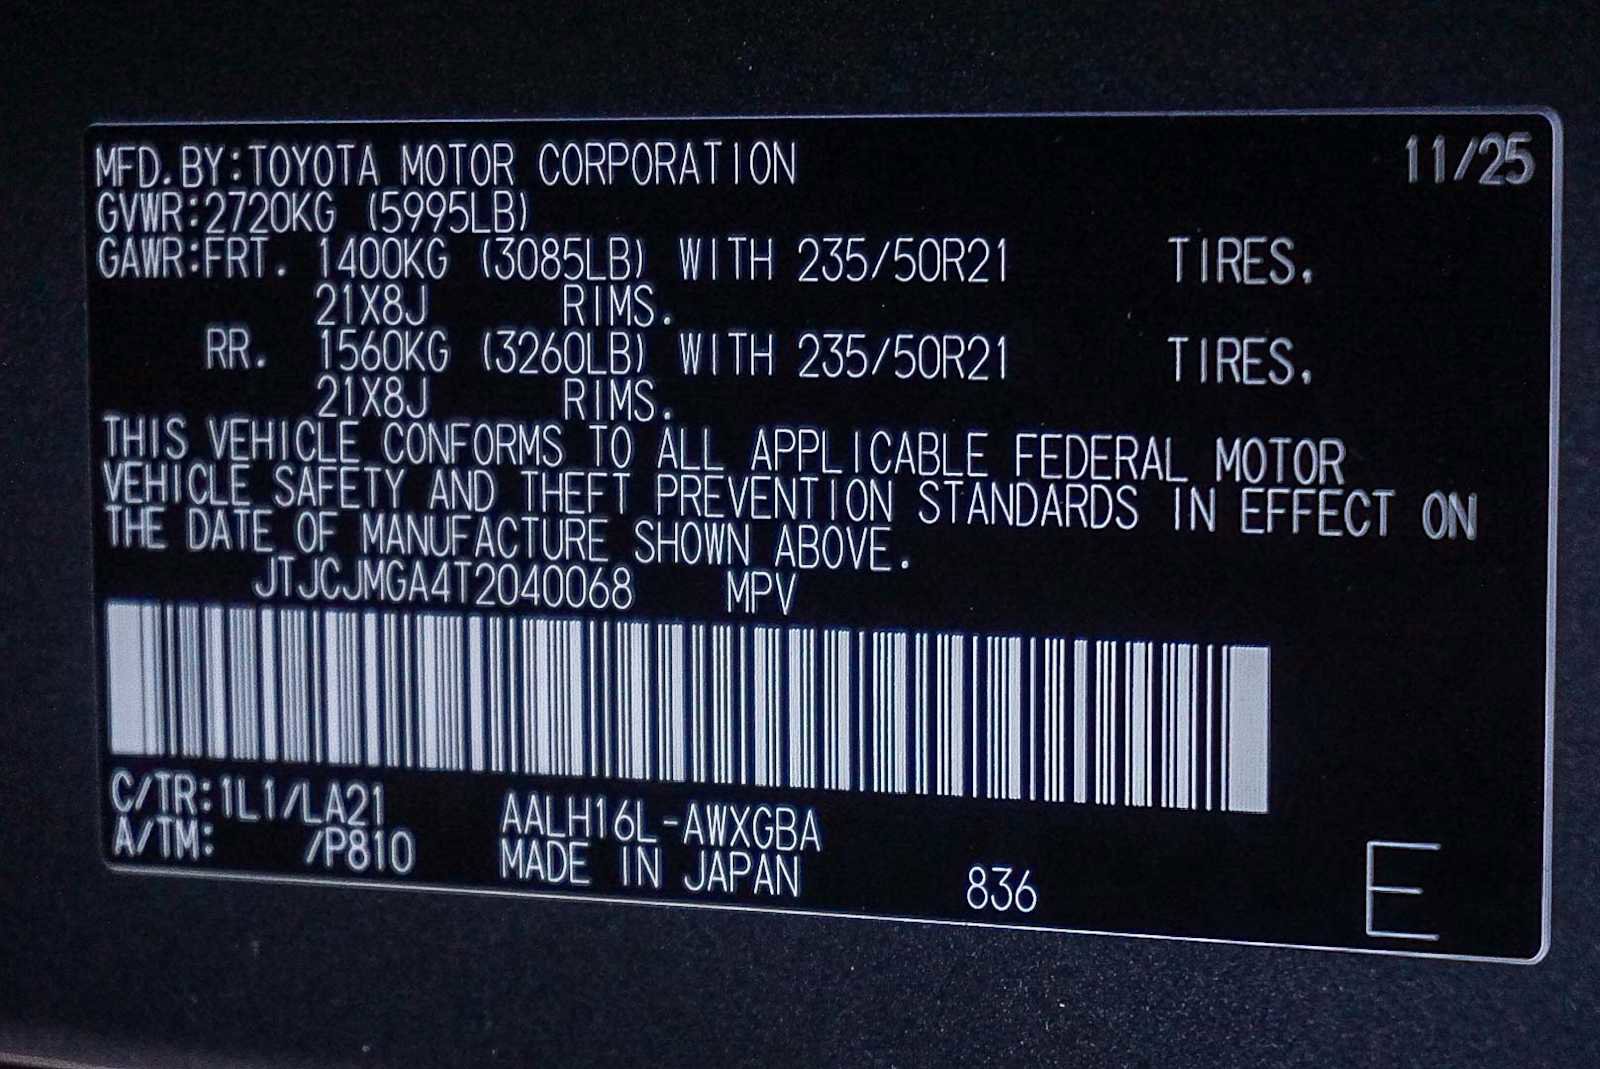 MFD.BY:TOYOTA MOTOR CORPORATION 11/25
GVWR:2720KG (5995LB)
GAWR:FRT. 1400KG (3085LB) WITH 235/50R21 TIRES,
21X8J RIMS.
RR. 1560KG (3260LB) WITH 235/50R21 TIRES,
21X8J RIMS.
THIS VEHICLE CONFORMS TO ALL APPLICABLE FEDERAL MOTOR
VEHICLE SAFETY AND THEFT PREVENTION STANDARDS IN EFFECT ON
THE DATE OF MANUFACTURE SHOWN ABOVE.
JTJCJMGA4T2040068 MPV
C/TR:1L1/LA21 AALH16L-AWXGBA
A/TM: /P810 MADE IN JAPAN 836 E